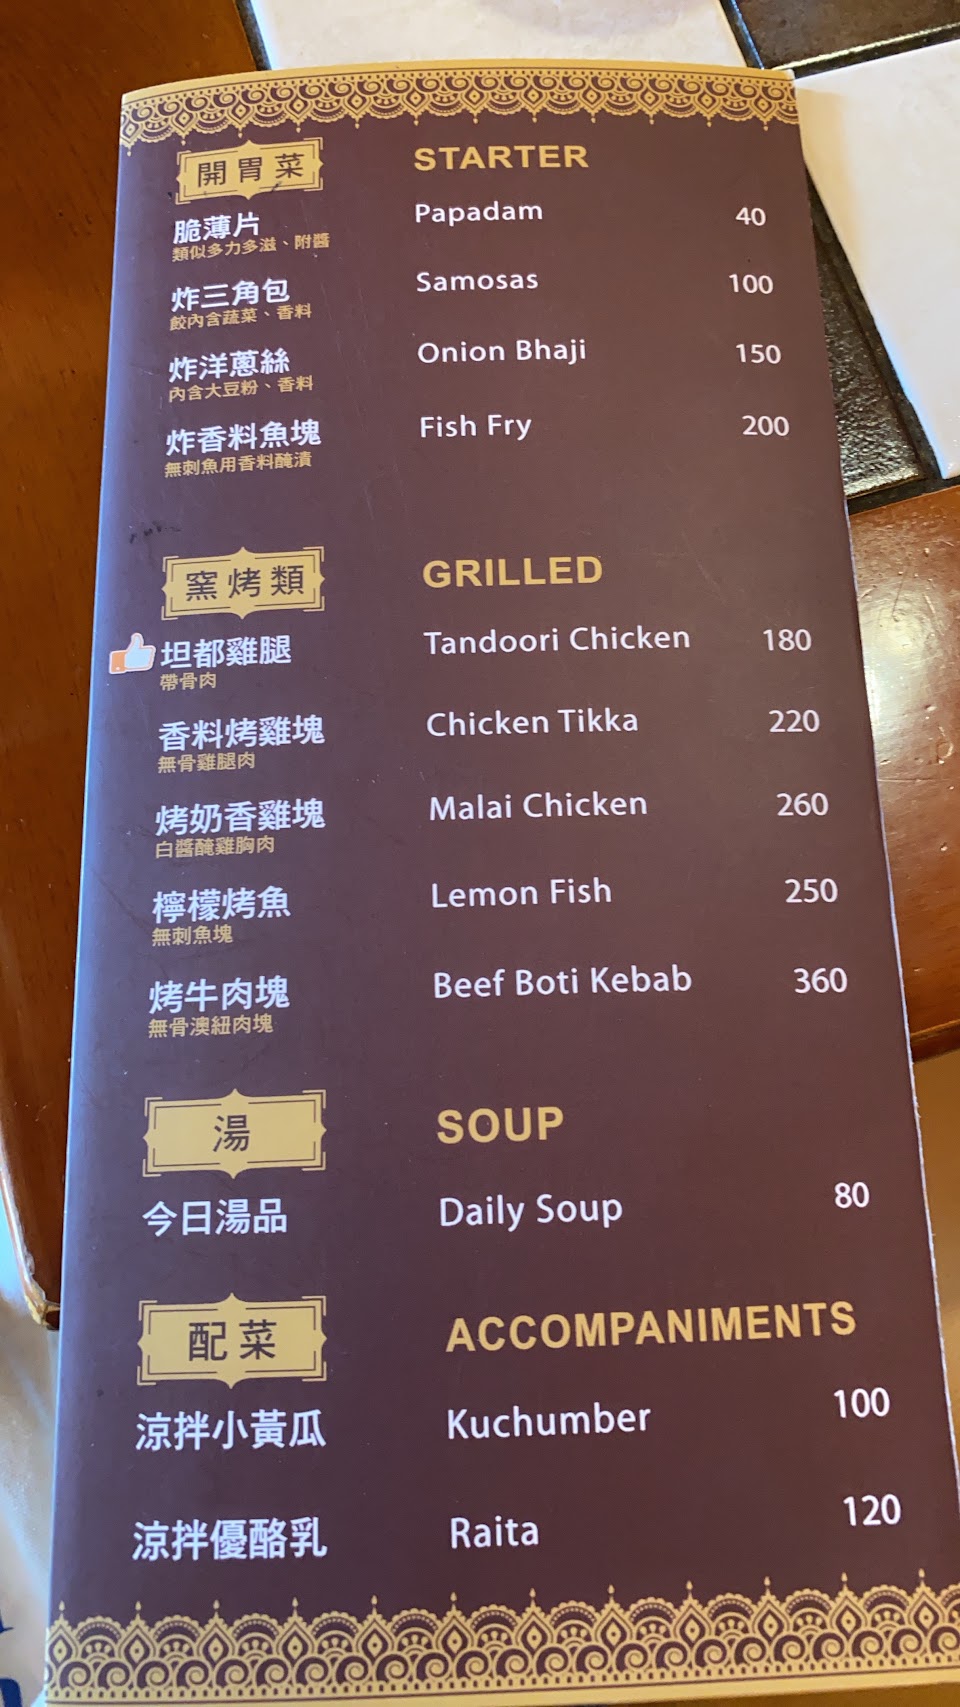 開胃菜 STARTER
脆薄片 Papadam 40
類似多力多滋、附醬
炸三角包 Samosas 100
餃內含蔬菜、香料
炸洋蔥絲 Onion Bhaji 150
內含大豆粉、香料
炸香料魚塊 Fish Fry 200
無刺魚用香料醃漬
窯烤類 GRILLED
坦都雞腿 Tandoori Chicken 180
帶骨肉
香料烤雞塊 Chicken Tikka 220
無骨雞腿肉
烤奶香雞塊 Malai Chicken 260
白醬醃雞胸肉
檸檬烤魚 Lemon Fish 250
無刺魚塊
烤牛肉塊 Beef Boti Kebab 360
無骨澳紐肉塊
湯 SOUP
今日湯品 Daily Soup 80
配菜 ACCOMPANIMENTS
涼拌小黃瓜 Kuchumber 100
涼拌優酪乳 Raita 120